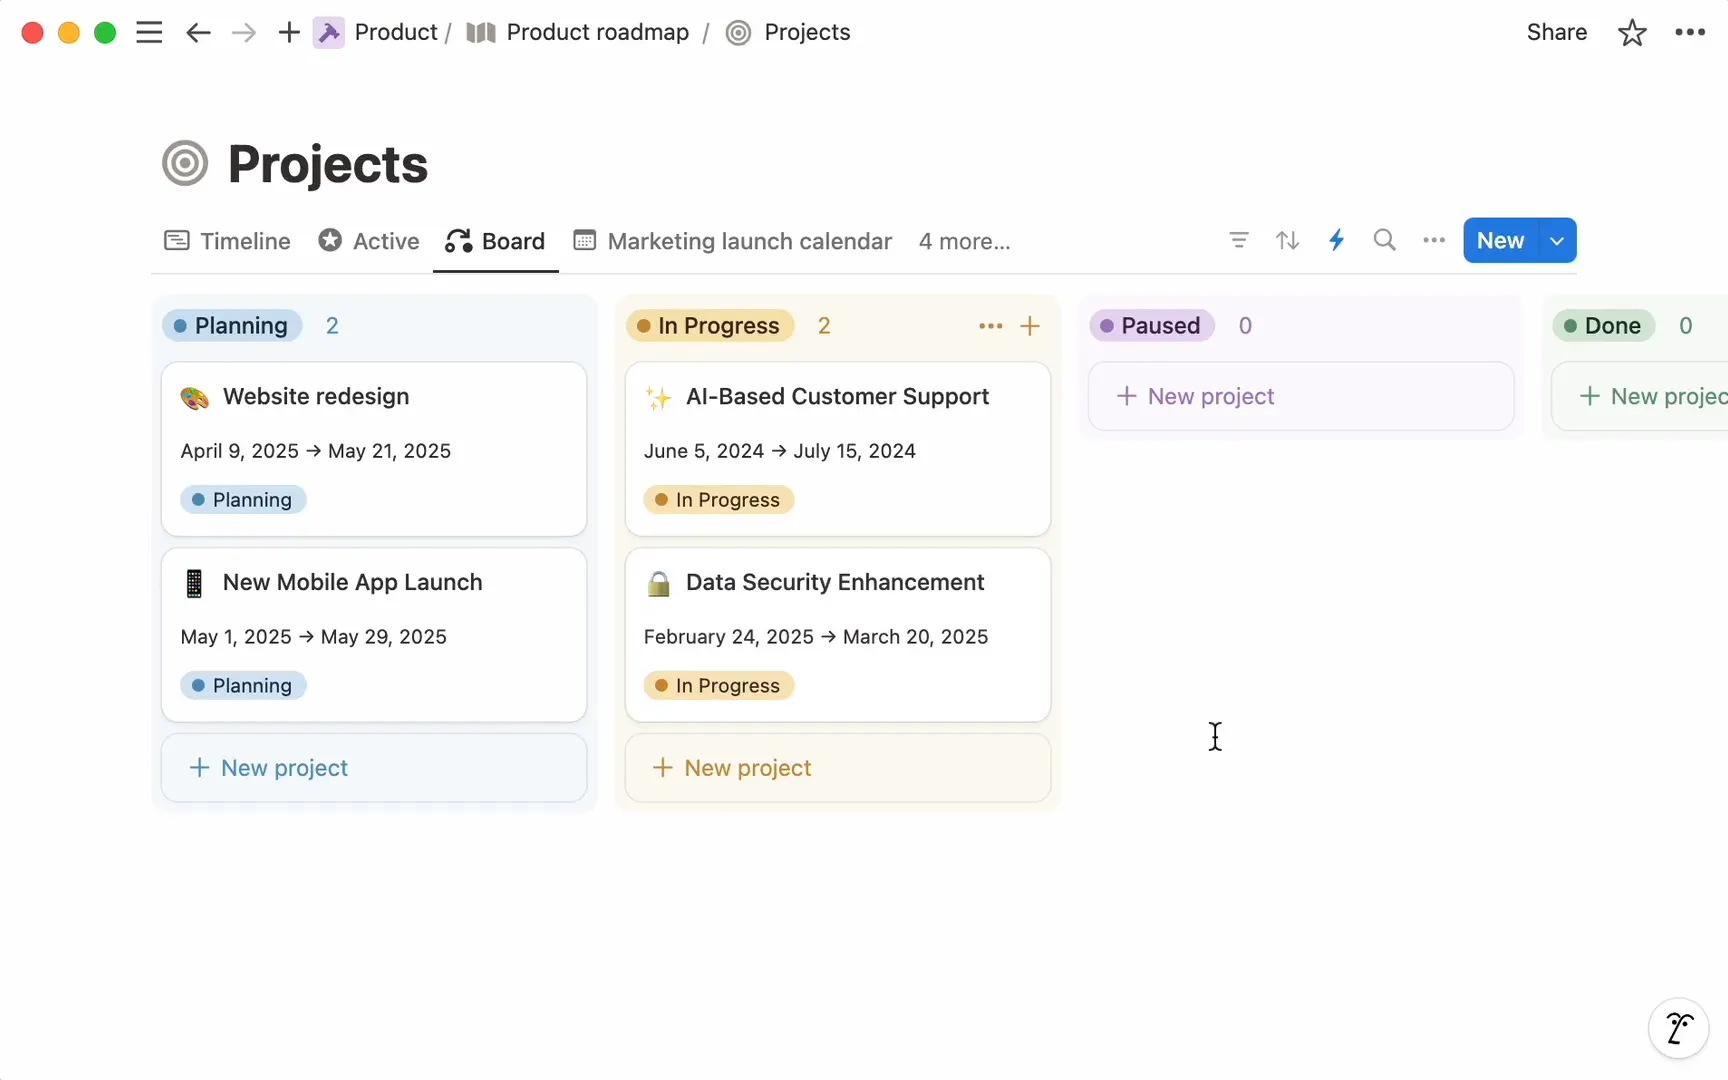 Product / Product roadmap / Projects
Share
Projects
Timeline Active Board Marketing launch calendar 4 more...
New
Planning 2
Website redesign
April 9, 2025 → May 21, 2025
Planning
New Mobile App Launch
May 1, 2025 → May 29, 2025
Planning
+ New project
In Progress 2
AI-Based Customer Support
June 5, 2024 → July 15, 2024
In Progress
Data Security Enhancement
February 24, 2025 → March 20, 2025
In Progress
+ New project
Paused 0
+ New project
Done 0
+ New projec